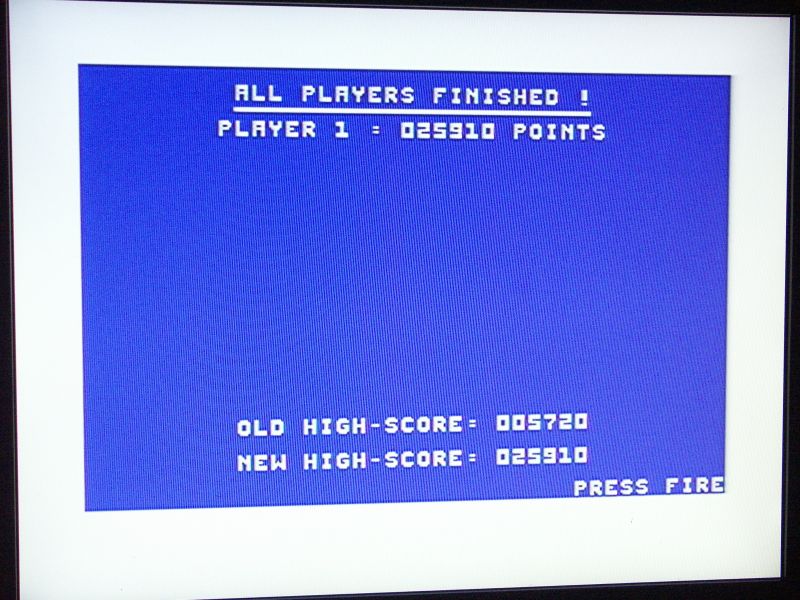 ALL PLAYERS FINISHED !
PLAYER 1 : 025910 POINTS
OLD HIGH-SCORE: 005720
NEW HIGH-SCORE: 025910
PRESS FIRE